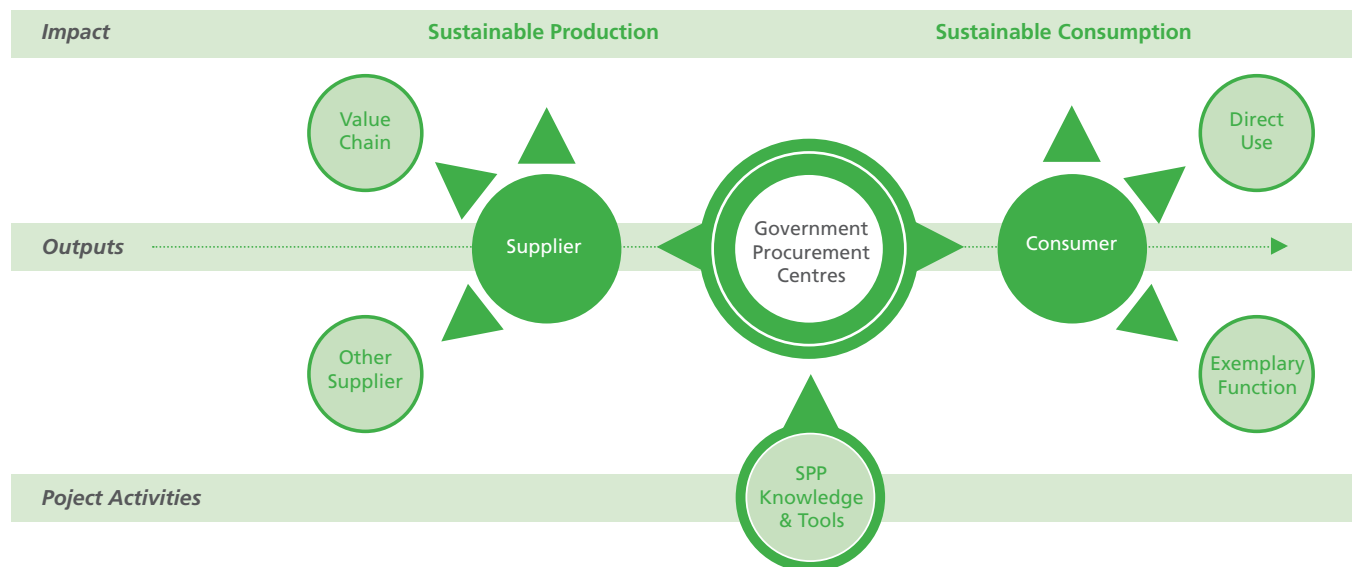 Impact
Sustainable Production
Sustainable Consumption
Value
Chain
Direct
Use
Outputs
Supplier
Government
Procurement
Centres
Consumer
Other
Supplier
Exemplary
Function
Poject Activities
SPP
Knowledge
& Tools